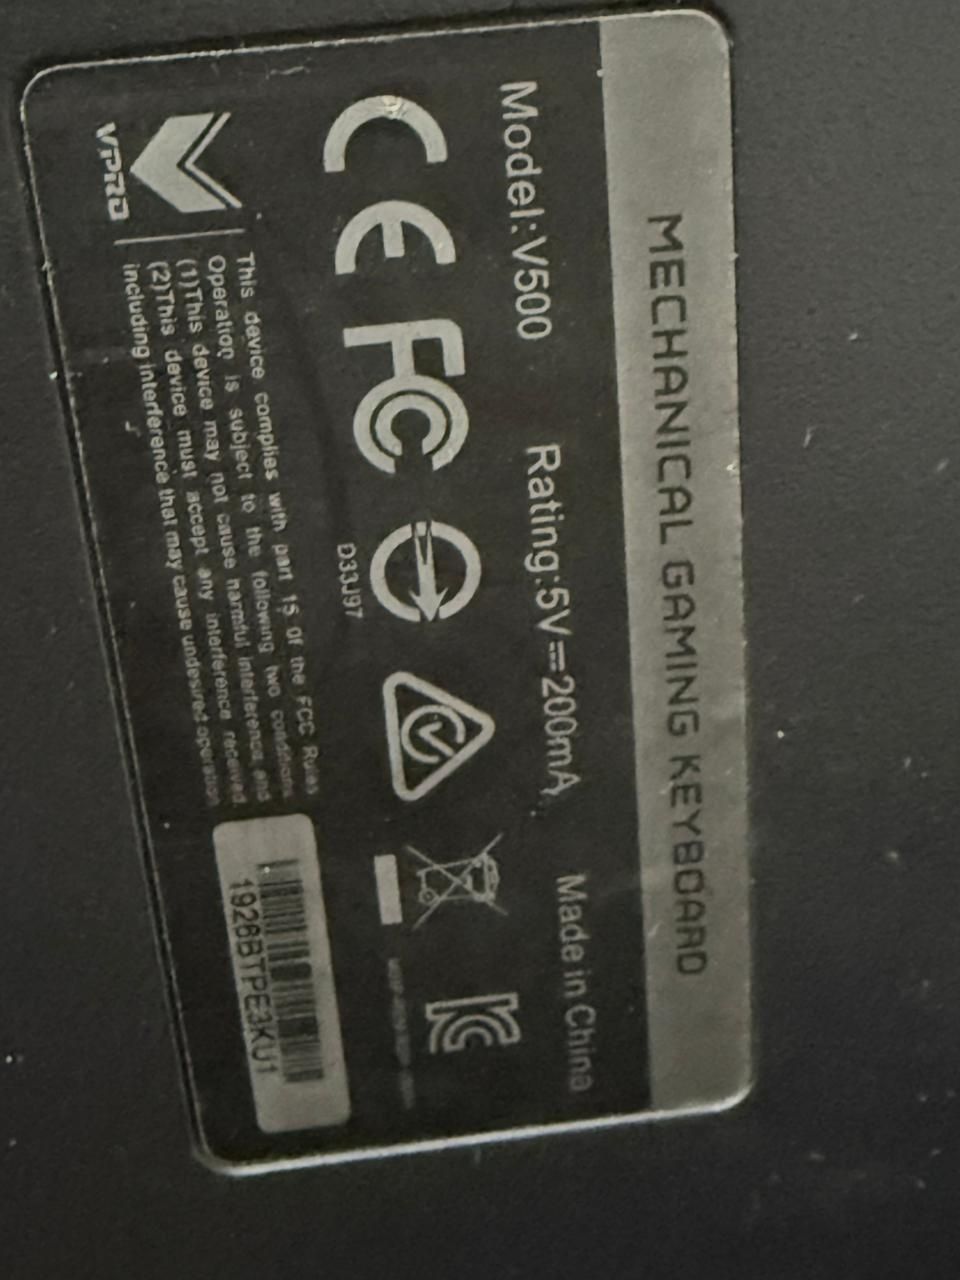 MECHANICAL GAMING KEYBOARD
Model:V500 Rating:5V⎓200mA Made in China
CE FC
D33J97
VPRO
This device complies with part 15 of the FCC Rules
Operation is subject to the following two conditions
(1)This device may not cause harmful interference and
(2)This device must accept any interference received
including interference that may cause undesired operation